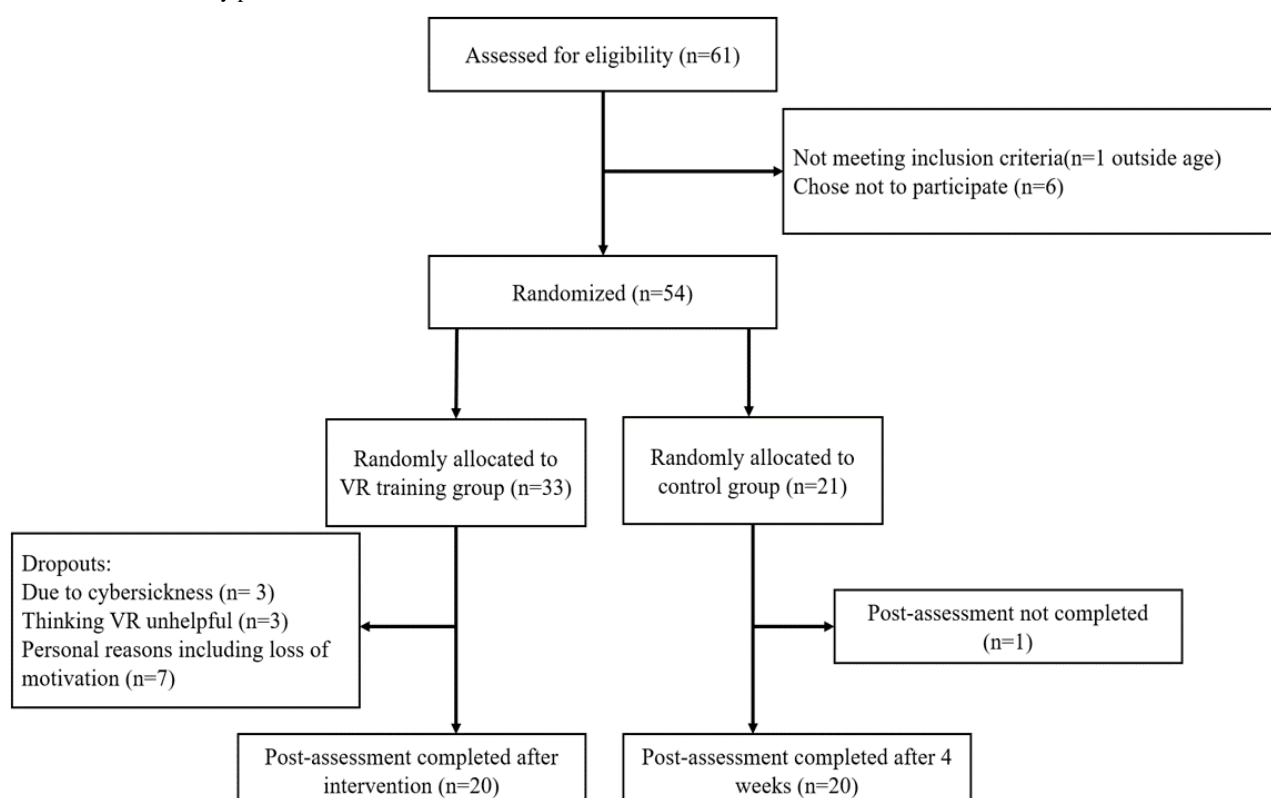 Assessed for eligibility (n=61)
Not meeting inclusion criteria(n=1 outside age)
Chose not to participate (n=6)
Randomized (n=54)
Randomly allocated to
VR training group (n=33)
Randomly allocated to
control group (n=21)
Dropouts:
Due to cybersickness (n= 3)
Thinking VR unhelpful (n=3)
Personal reasons including loss of
motivation (n=7)
Post-assessment not completed
(n=1)
Post-assessment completed after
intervention (n=20)
Post-assessment completed after 4
weeks (n=20)